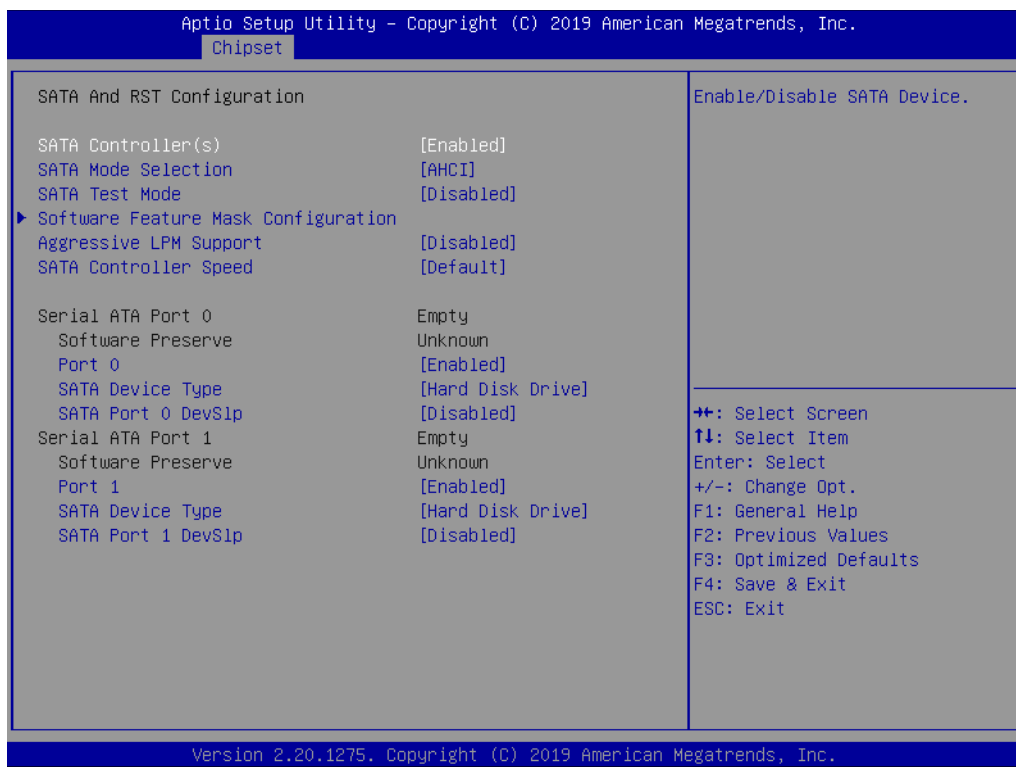 Aptio Setup Utility – Copyright (C) 2019 American Megatrends, Inc.
Chipset
SATA And RST Configuration
SATA Controller(s) [Enabled]
SATA Mode Selection [AHCI]
SATA Test Mode [Disabled]
Software Feature Mask Configuration
Aggressive LPM Support [Disabled]
SATA Controller Speed [Default]
Serial ATA Port 0 Empty
Software Preserve Unknown
Port 0 [Enabled]
SATA Device Type [Hard Disk Drive]
SATA Port 0 DevSlp [Disabled]
Serial ATA Port 1 Empty
Software Preserve Unknown
Port 1 [Enabled]
SATA Device Type [Hard Disk Drive]
SATA Port 1 DevSlp [Disabled]
Enable/Disable SATA Device.
→←: Select Screen
↑↓: Select Item
Enter: Select
+/-: Change Opt.
F1: General Help
F2: Previous Values
F3: Optimized Defaults
F4: Save & Exit
ESC: Exit
Version 2.20.1275. Copyright (C) 2019 American Megatrends, Inc.